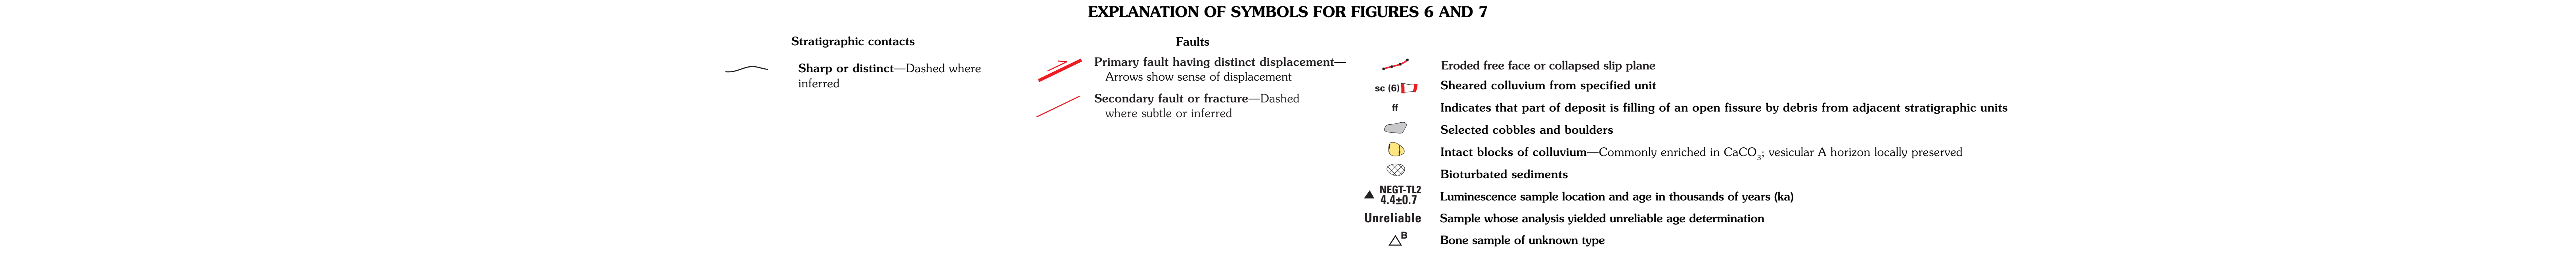 EXPLANATION OF SYMBOLS FOR FIGURES 6 AND 7
Stratigraphic contacts
Sharp or distinct—Dashed where
inferred
Faults
Primary fault having distinct displacement—
Arrows show sense of displacement
Secondary fault or fracture—Dashed
where subtle or inferred
Eroded free face or collapsed slip plane
sc (6) Sheared colluvium from specified unit
ff Indicates that part of deposit is filling of an open fissure by debris from adjacent stratigraphic units
Selected cobbles and boulders
Intact blocks of colluvium—Commonly enriched in CaCO3; vesicular A horizon locally preserved
Bioturbated sediments
NEGT-TL2
4.4±0.7
Luminescence sample location and age in thousands of years (ka)
Unreliable Sample whose analysis yielded unreliable age determination
B Bone sample of unknown type